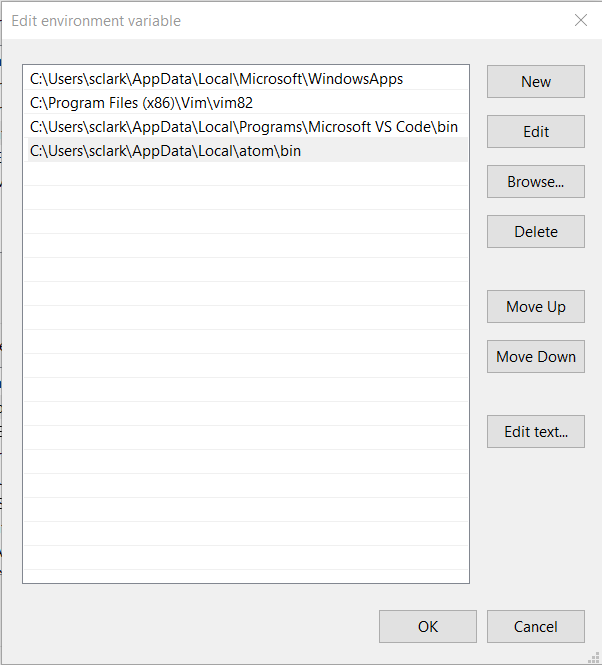 Edit environment variable
C:\Users\sclark\AppData\Local\Microsoft\WindowsApps
C:\Program Files (x86)\Vim\vim82
C:\Users\sclark\AppData\Local\Programs\Microsoft VS Code\bin
C:\Users\sclark\AppData\Local\atom\bin
New
Edit
Browse...
Delete
Move Up
Move Down
Edit text...
OK
Cancel